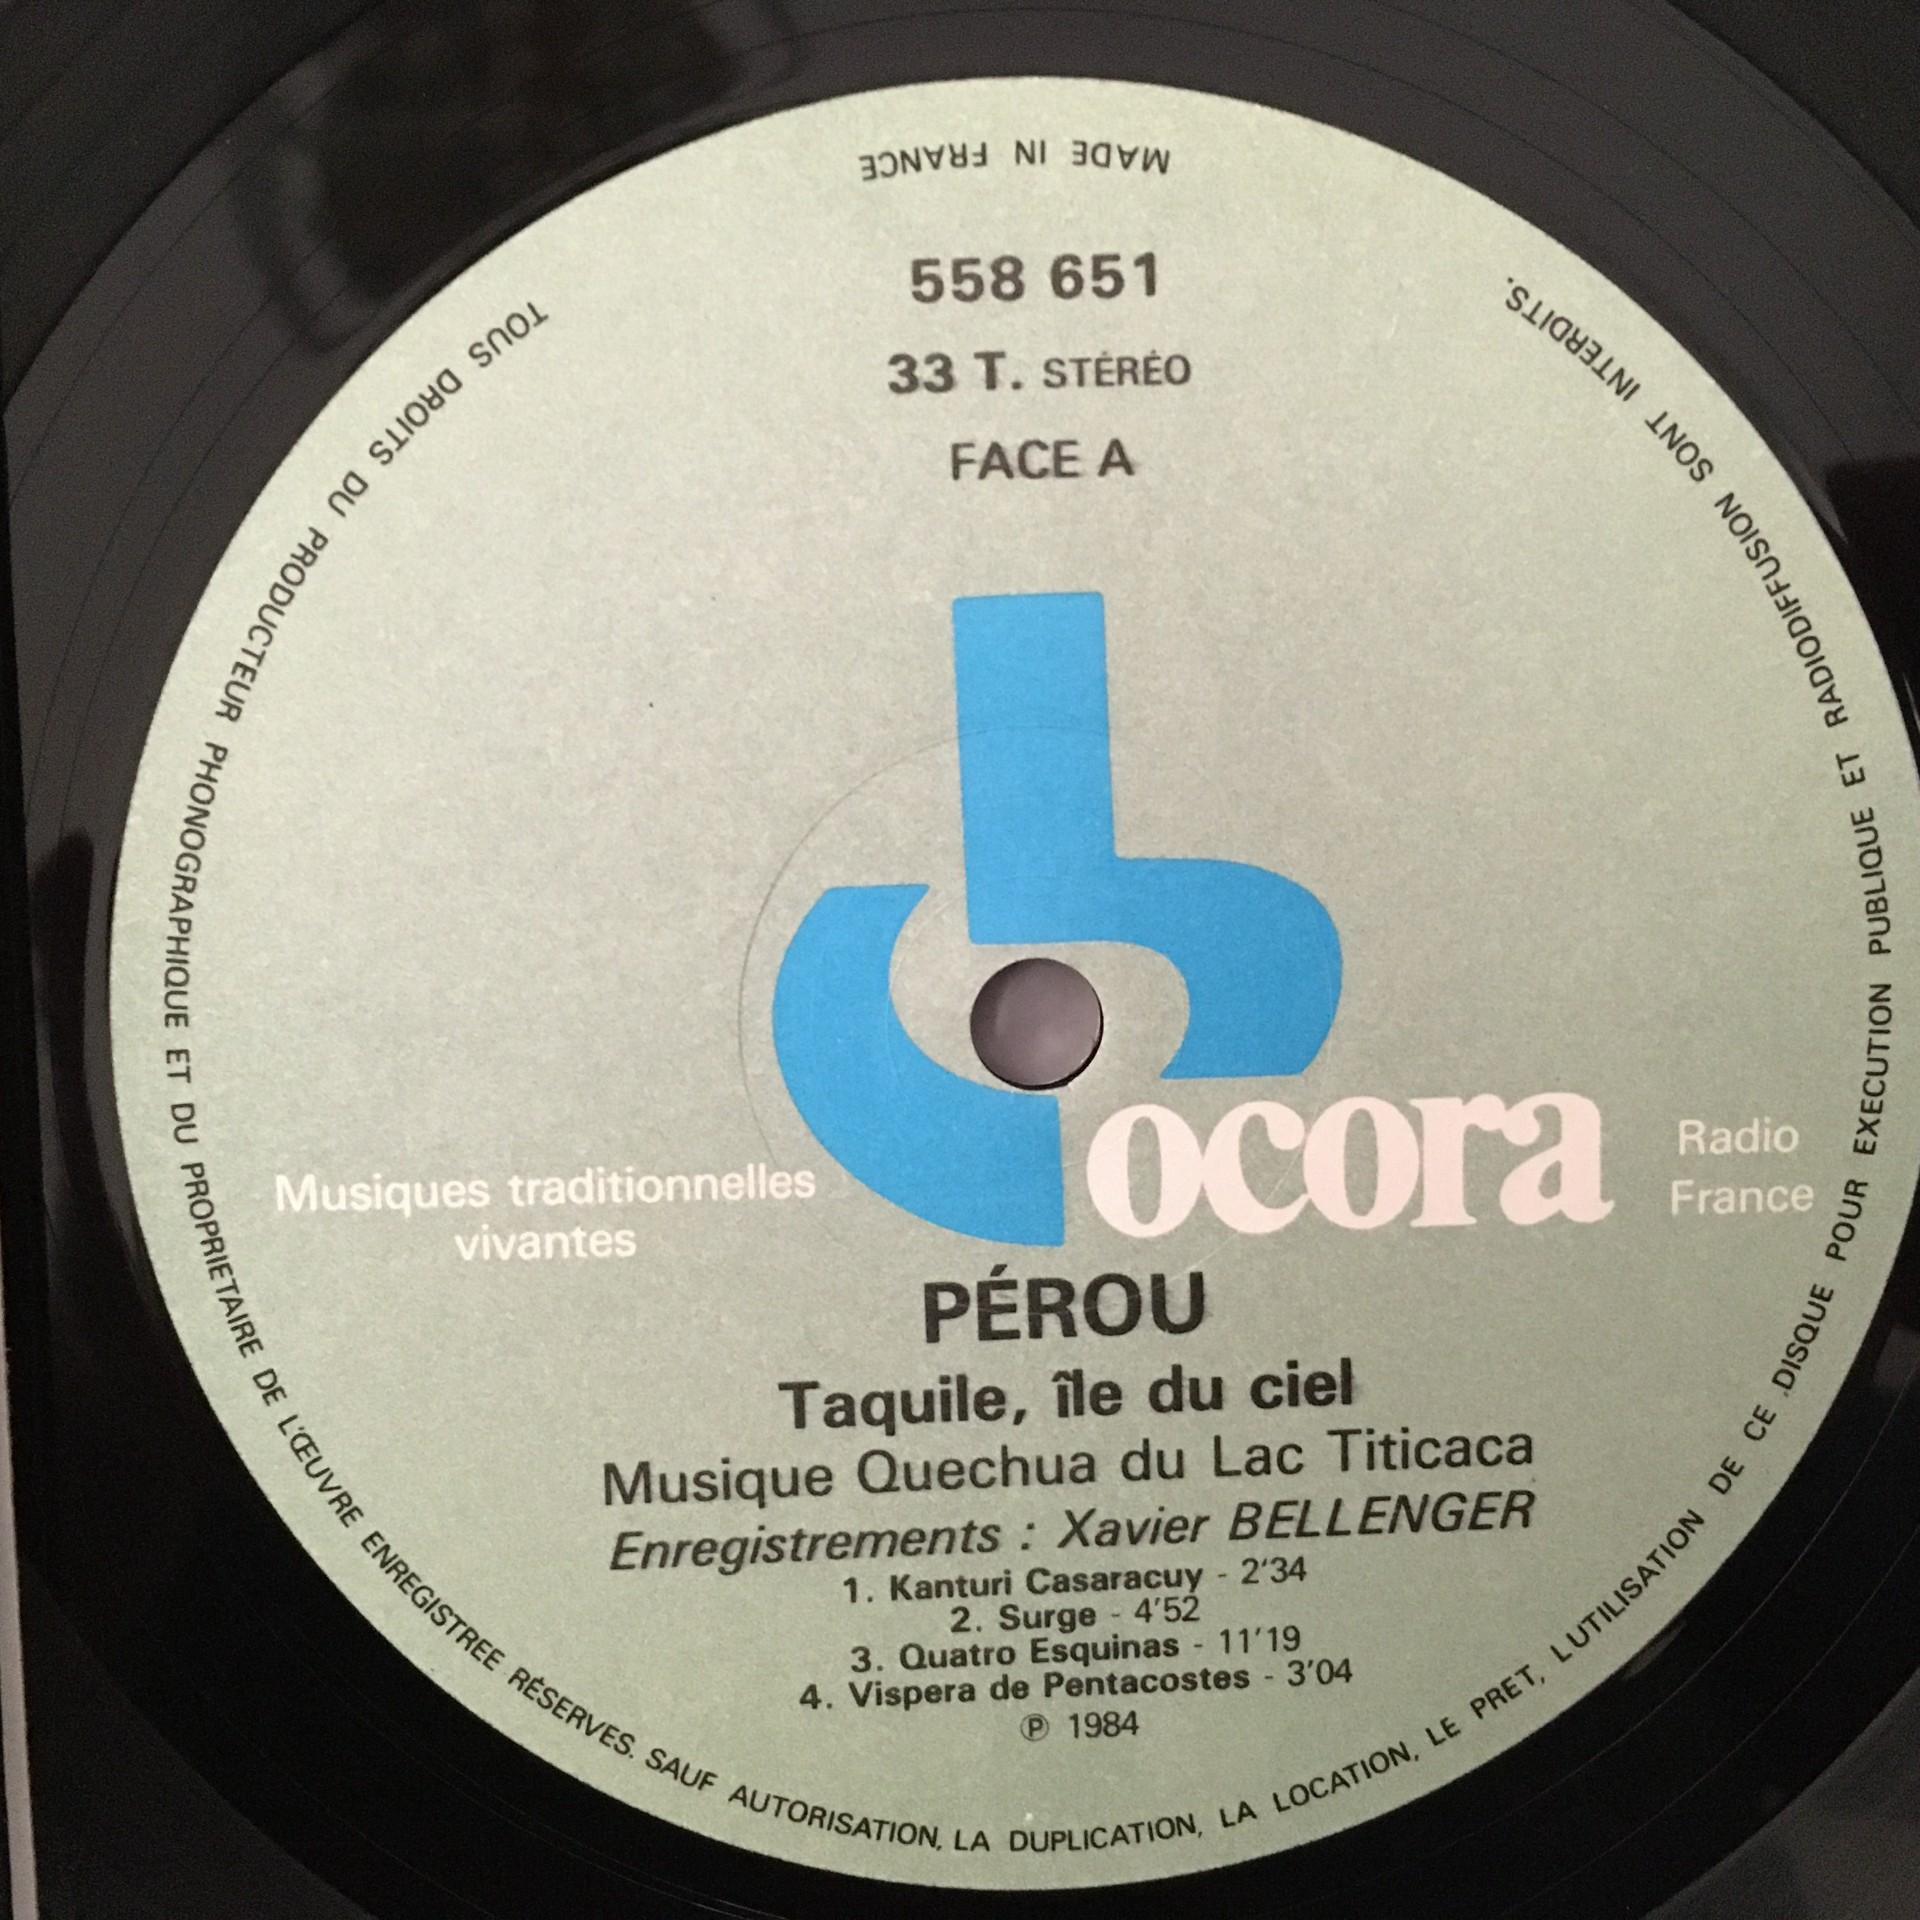 MADE IN FRANCE
558 651
33 T. STÉRÉO
FACE A
ocora
Radio
France
Musiques traditionnelles
vivantes
PÉROU
Taquile, île du ciel
Musique Quechua du Lac Titicaca
Enregistrements : Xavier BELLENGER
1. Kanturi Casaracuy - 2'34
2. Surge - 4'52
3. Quatro Esquinas - 11'19
4. Vispera de Pentacostes - 3'04
℗ 1984
TOUS DROITS DU PRODUCTEUR PHONOGRAPHIQUE ET DU PROPRIETAIRE DE L'ŒUVRE ENREGISTREE RÉSERVES. SAUF AUTORISATION, LA DUPLICATION, LA LOCATION, LE PRET, L'UTILISATION DE CE DISQUE POUR EXECUTION PUBLIQUE ET RADIODIFFUSION SONT INTERDITS.